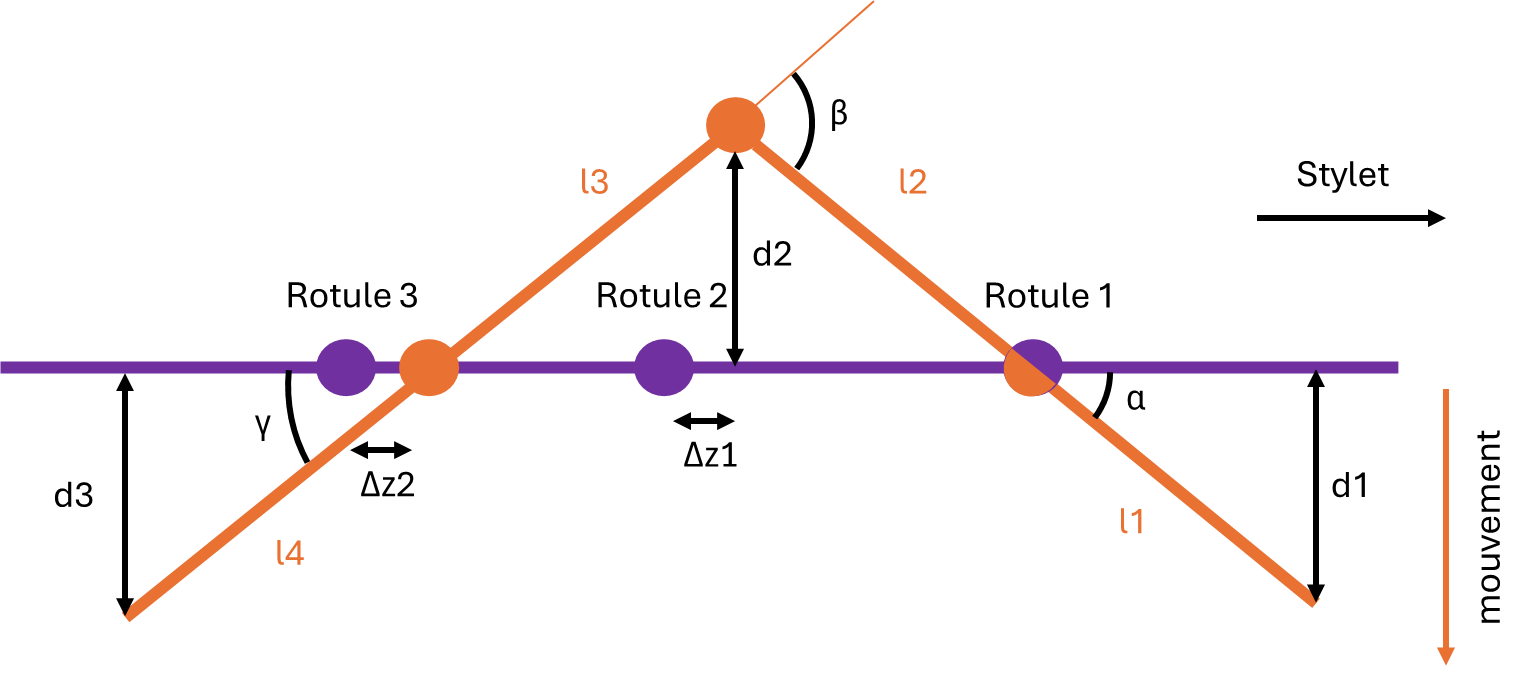 β
l3
l2
Stylet
d2
Rotule 3
Rotule 2
Rotule 1
α
γ
Δz1
Δz2
d3
d1
l1
l4
mouvement